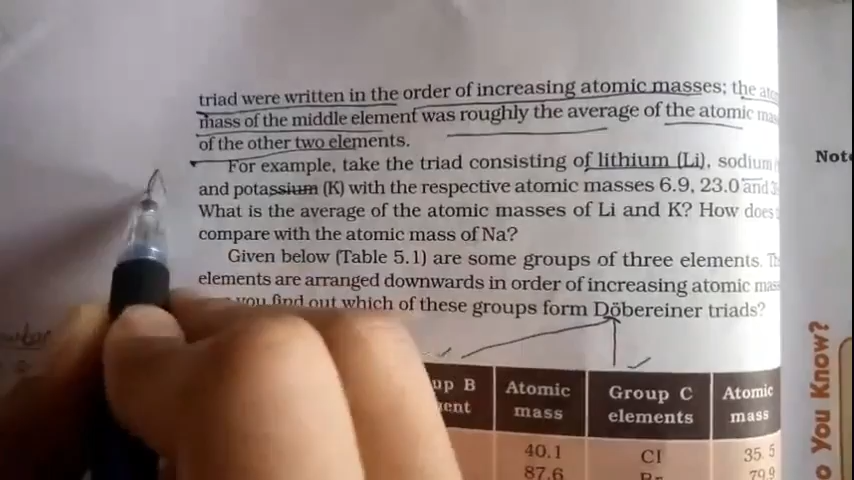 triad were written in the order of increasing atomic masses; the
mass of the middle element was roughly the average of the atomic
of the other two elements.
For example, take the triad consisting of lithium (Li), sodium
and potassium (K) with the respective atomic masses 6.9, 23.0 and
What is the average of the atomic masses of Li and K? How does
compare with the atomic mass of Na?
Given below (Table 5.1) are some groups of three elements.
elements are arranged downwards in order of increasing atomic
you find out which of these groups form Döbereiner triads?
B Atomic mass Group C elements Atomic mass
40.1 Cl 35.5
87.6 Br 79.9
You Know?